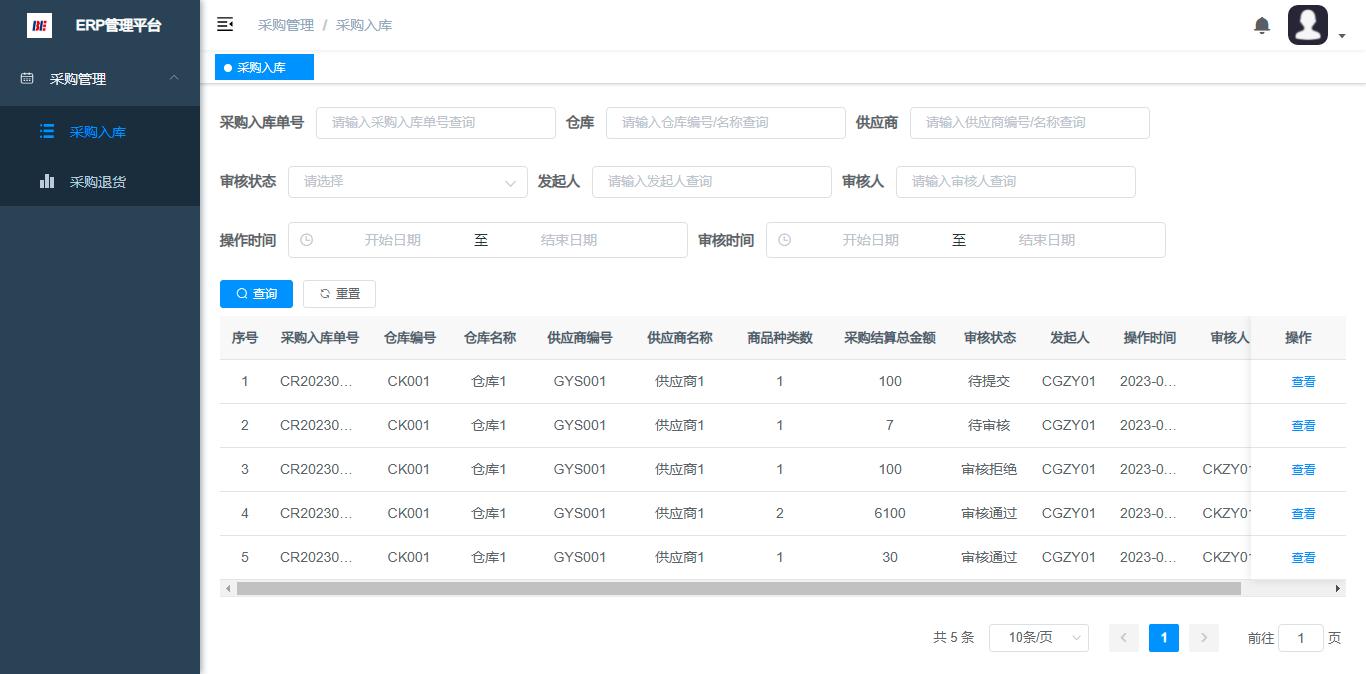 ERP管理平台
采购管理 / 采购入库
采购管理
采购入库
采购入库
采购退货
采购入库单号 请输入采购入库单号查询 仓库 请输入仓库编号/名称查询 供应商 请输入供应商编号/名称查询
审核状态 请选择 发起人 请输入发起人查询 审核人 请输入审核人查询
操作时间 开始日期 至 结束日期 审核时间 开始日期 至 结束日期
查询 重置
序号 采购入库单号 仓库编号 仓库名称 供应商编号 供应商名称 商品种类数 采购结算总金额 审核状态 发起人 操作时间 审核人 操作
1 CR20230... CK001 仓库1 GYS001 供应商1 1 100 待提交 CGZY01 2023-0... 查看
2 CR20230... CK001 仓库1 GYS001 供应商1 1 7 待审核 CGZY01 2023-0... 查看
3 CR20230... CK001 仓库1 GYS001 供应商1 1 100 审核拒绝 CGZY01 2023-0... CKZY01 查看
4 CR20230... CK001 仓库1 GYS001 供应商1 2 6100 审核通过 CGZY01 2023-0... CKZY01 查看
5 CR20230... CK001 仓库1 GYS001 供应商1 1 30 审核通过 CGZY01 2023-0... CKZY01 查看
共 5 条 10条/页 1 前往 1 页